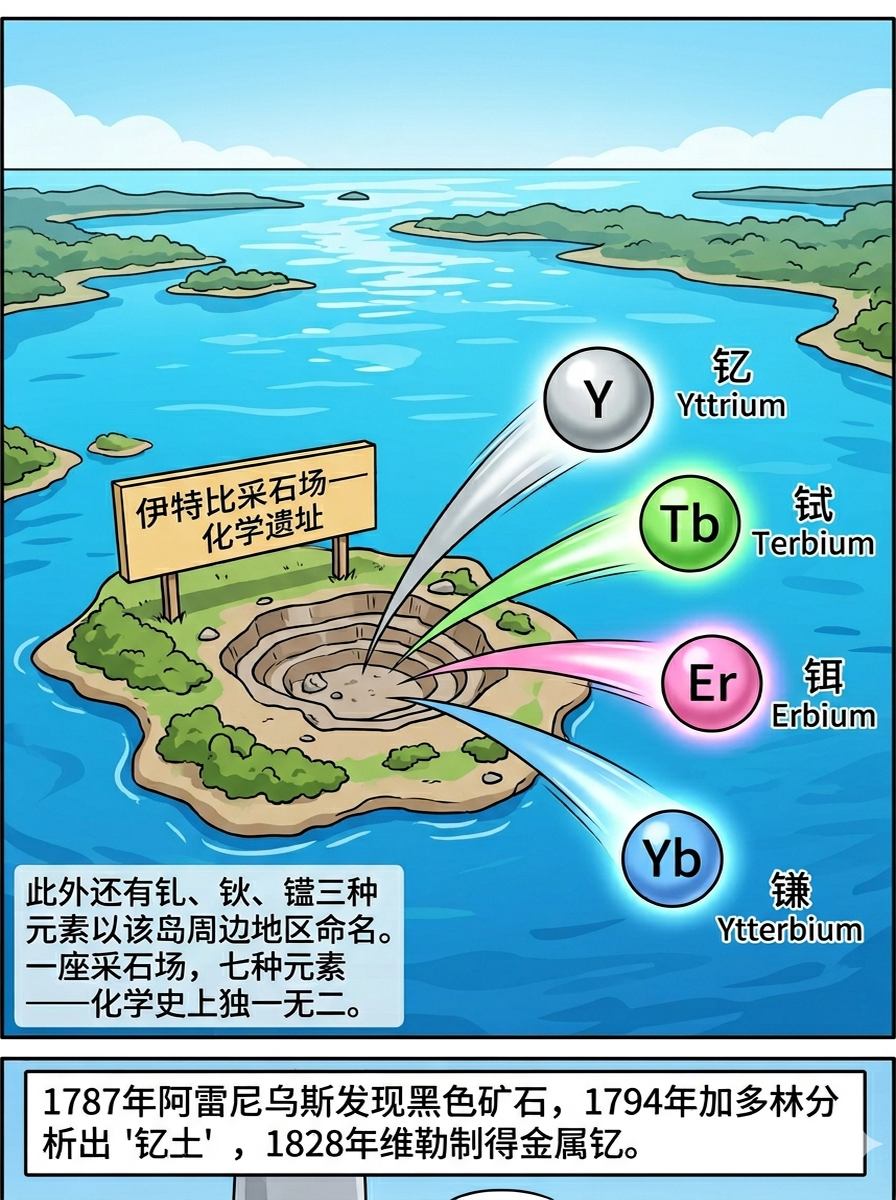 Y
钇
Yttrium
伊特比采石场——
化学遗址
Tb
铽
Terbium
Er
铒
Erbium
Yb
Ytterbium
此外还有钆、钬、三种
元素以该岛周边地区命名。
一座采石场，七种元素
——化学史上独一无二。
1787年阿雷尼乌斯发现黑色矿石，1794年加多林分
析出 '钇土' ，1828年维勒制得金属钇。